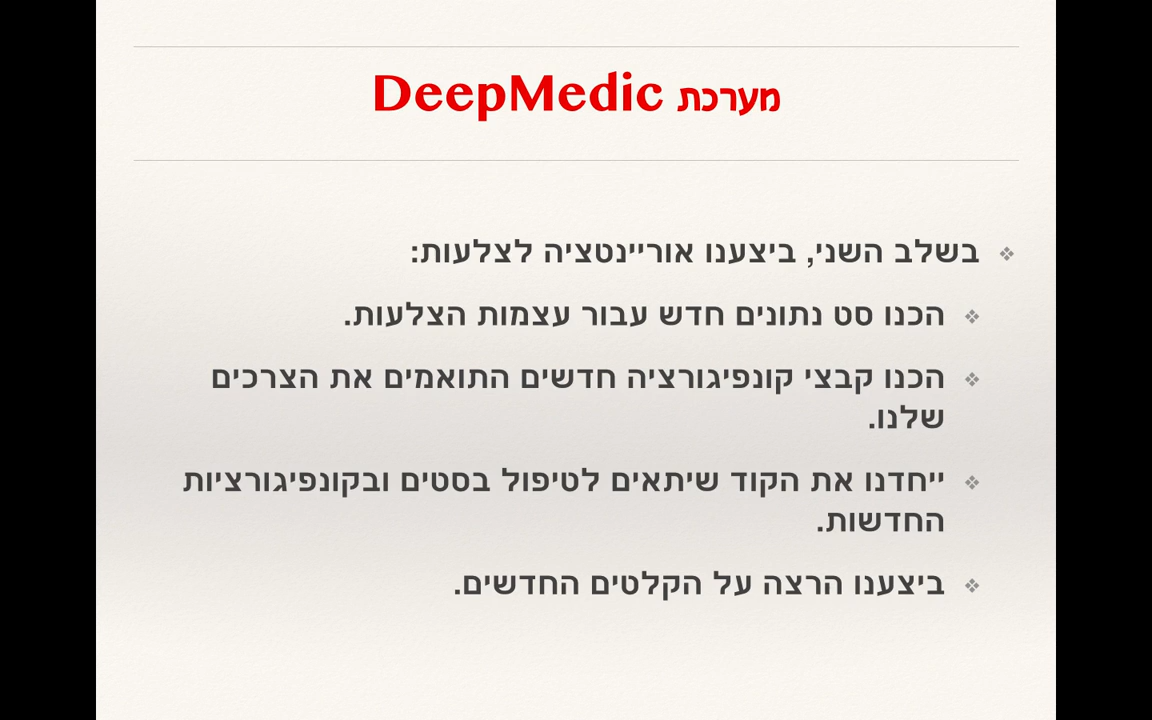 מערכת DeepMedic
בשלב השני, ביצענו אוריינטציה לצלעות:
הכנו סט נתונים חדש עבור עצמות הצלעות.
הכנו קבצי קונפיגורציה חדשים התואמים את הצרכים
שלנו.
ייחדנו את הקוד שיתאים לטיפול בסטים ובקונפיגורציות
החדשות.
ביצענו הרצה על הקלטים החדשים.